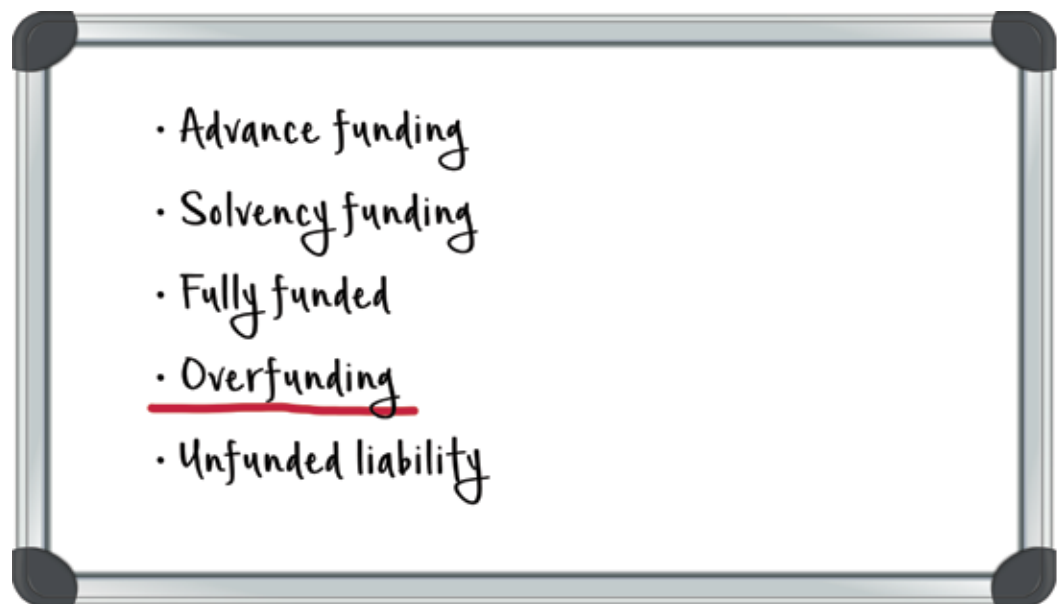 · Advance funding
· Solvency funding
· Fully funded
· Overfunding
· Unfunded liability